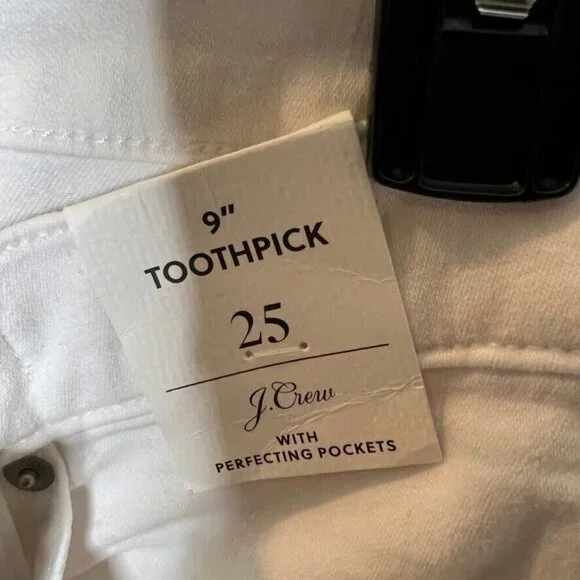 9"
TOOTHPICK
25
J.Crew
WITH
PERFECTING POCKETS